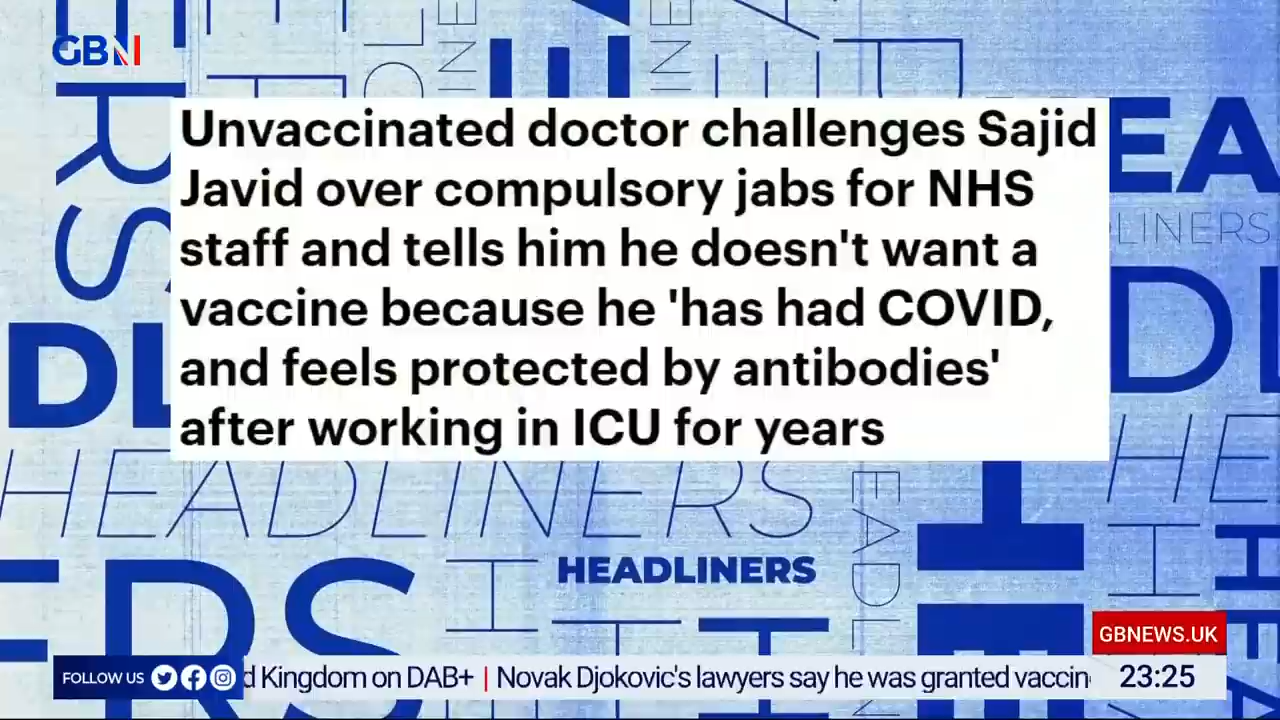 GBN
Unvaccinated doctor challenges Sajid
Javid over compulsory jabs for NHS
staff and tells him he doesn't want a
vaccine because he 'has had COVID,
and feels protected by antibodies'
after working in ICU for years
HEADLINERS
HEADLINERS
GBNEWS.UK
FOLLOW US
d Kingdom on DAB+ | Novak Djokovic's lawyers say he was granted vaccin
23:25